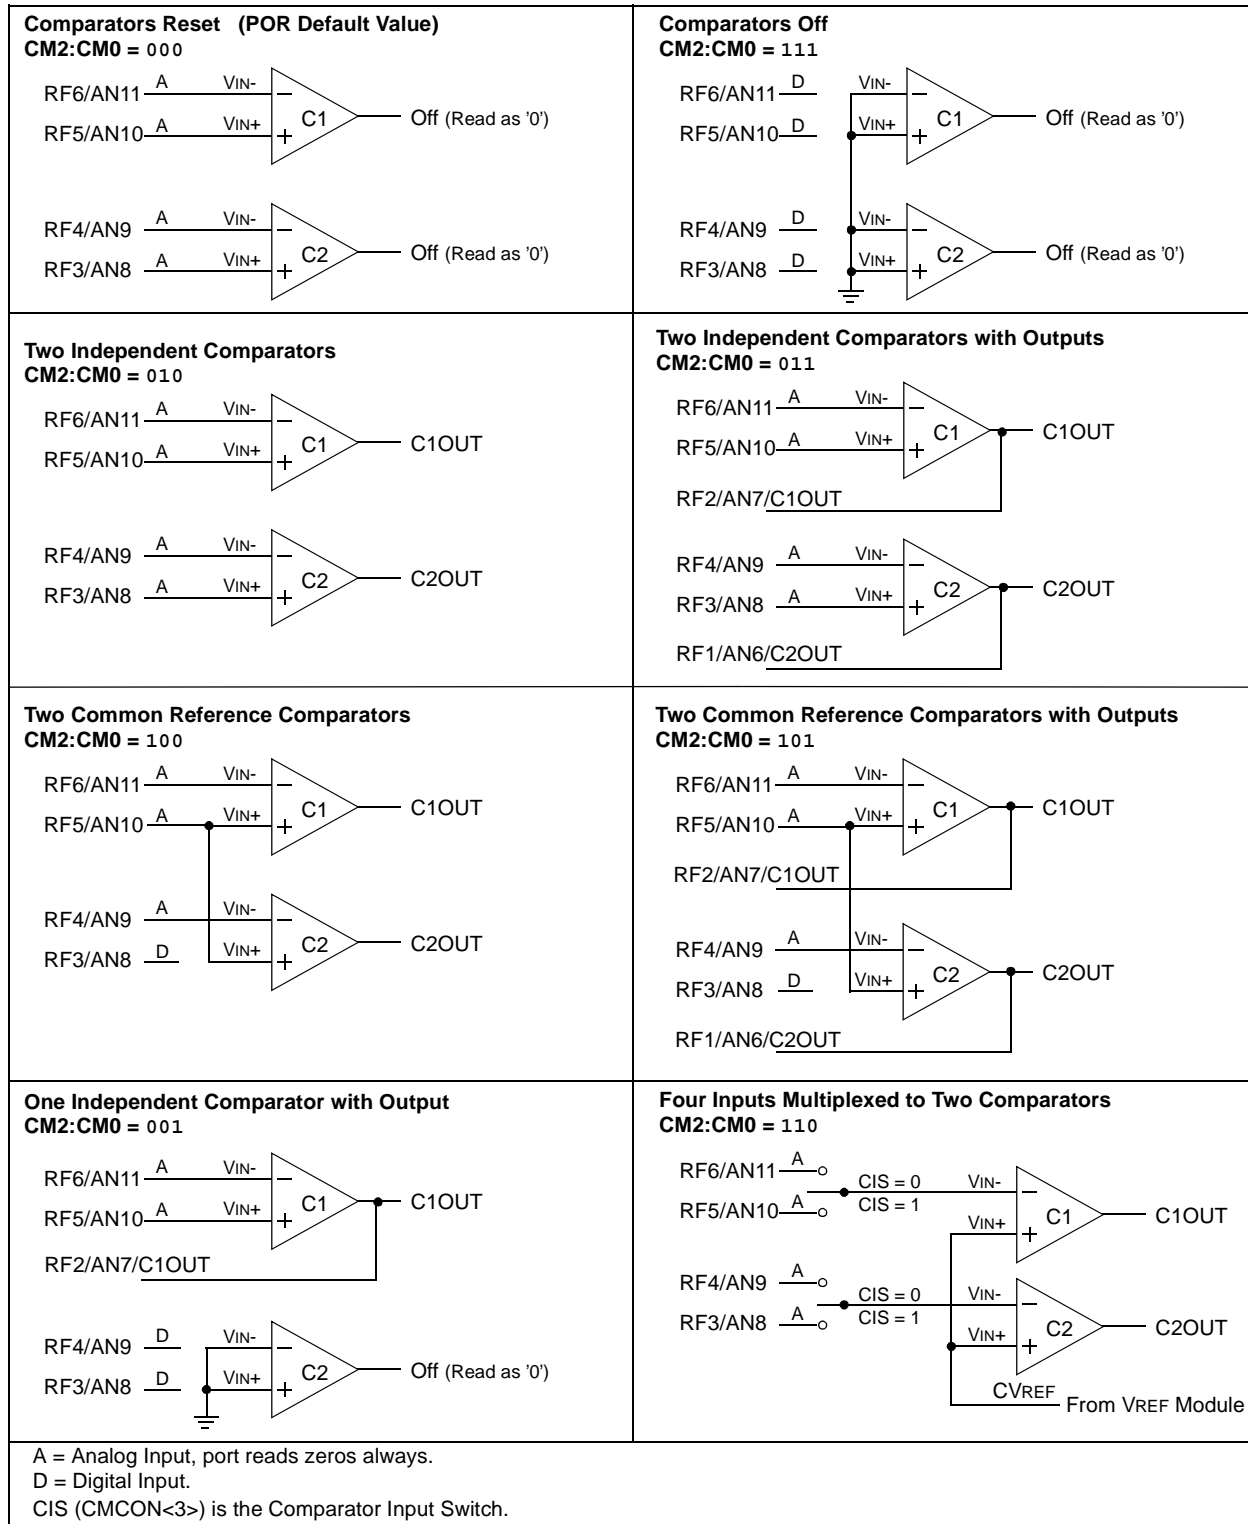 Comparators Reset (POR Default Value)
CM2:CM0 = 000
RF6/AN11 A VIN-
RF5/AN10 A VIN+
C1
Off (Read as '0')
RF4/AN9 A VIN-
RF3/AN8 A VIN+
C2
Off (Read as '0')
Comparators Off
CM2:CM0 = 111
RF6/AN11 D VIN-
RF5/AN10 D VIN+
C1
Off (Read as '0')
RF4/AN9 D VIN-
RF3/AN8 D VIN+
C2
Off (Read as '0')
Two Independent Comparators
CM2:CM0 = 010
RF6/AN11 A VIN-
RF5/AN10 A VIN+
C1
C1OUT
RF4/AN9 A VIN-
RF3/AN8 A VIN+
C2
C2OUT
Two Independent Comparators with Outputs
CM2:CM0 = 011
RF6/AN11 A VIN-
RF5/AN10 A VIN+
C1
C1OUT
RF2/AN7/C1OUT
RF4/AN9 A VIN-
RF3/AN8 A VIN+
C2
C2OUT
RF1/AN6/C2OUT
Two Common Reference Comparators
CM2:CM0 = 100
RF6/AN11 A VIN-
RF5/AN10 A VIN+
C1
C1OUT
RF4/AN9 A VIN-
RF3/AN8 D VIN+
C2
C2OUT
Two Common Reference Comparators with Outputs
CM2:CM0 = 101
RF6/AN11 A VIN-
RF5/AN10 A VIN+
C1
C1OUT
RF2/AN7/C1OUT
RF4/AN9 A VIN-
RF3/AN8 D VIN+
C2
C2OUT
RF1/AN6/C2OUT
One Independent Comparator with Output
CM2:CM0 = 001
RF6/AN11 A VIN-
RF5/AN10 A VIN+
C1
C1OUT
RF2/AN7/C1OUT
RF4/AN9 D VIN-
RF3/AN8 D VIN+
C2
Off (Read as '0')
Four Inputs Multiplexed to Two Comparators
CM2:CM0 = 110
RF6/AN11 A
CIS = 0 VIN-
RF5/AN10 A CIS = 1
VIN+
C1
C1OUT
RF4/AN9 A
CIS = 0 VIN-
RF3/AN8 A CIS = 1
VIN+
C2
C2OUT
CVREF
From VREF Module
A = Analog Input, port reads zeros always.
D = Digital Input.
CIS (CMCON<3>) is the Comparator Input Switch.